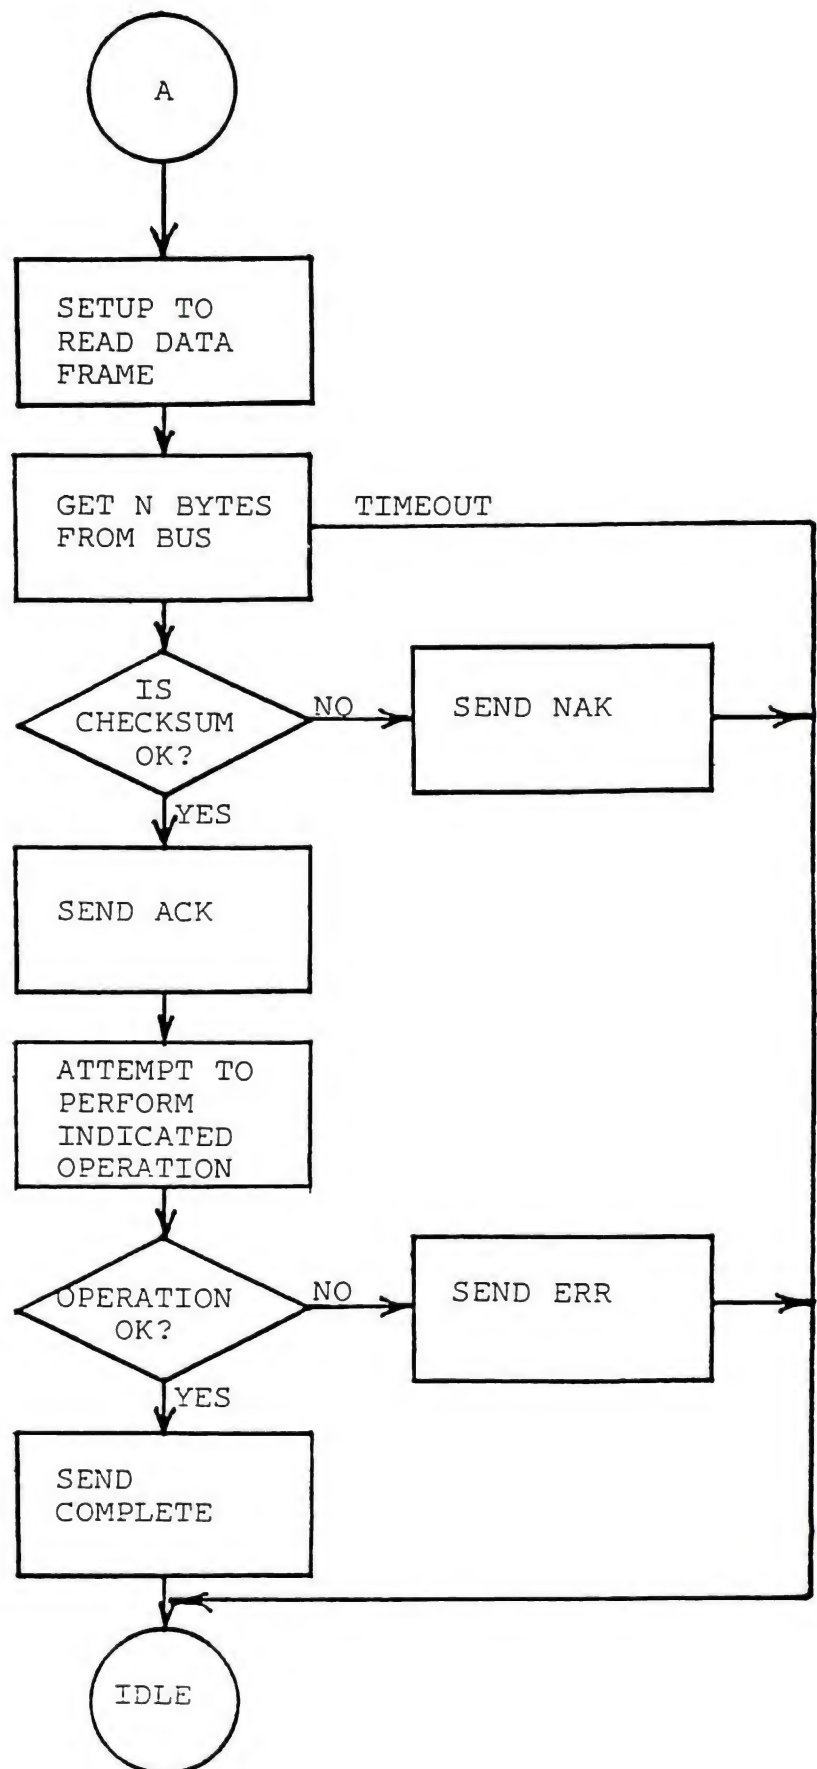 A
SETUP TO
READ DATA
FRAME
GET N BYTES
FROM BUS
TIMEOUT
IS
CHECKSUM
OK?
NO
SEND NAK
YES
SEND ACK
ATTEMPT TO
PERFORM
INDICATED
OPERATION
OPERATION
OK?
NO
SEND ERR
YES
SEND
COMPLETE
IDLE